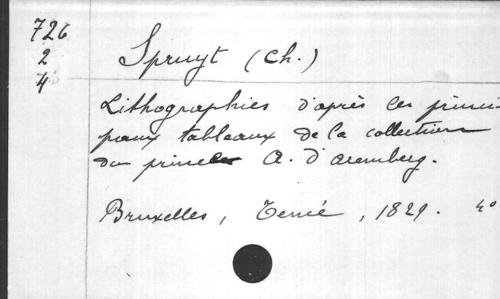 726
2
4
Spruyt (Ch.)
Lithographies d'après les princi-
paux tableaux de la collection
du prince A. d'Aremberg.
Bruxelles, , 1829. 4°